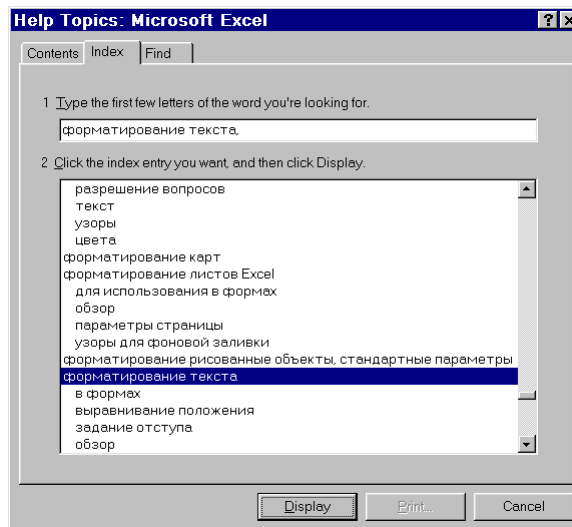 Help Topics: Microsoft Excel
Contents Index Find
1 Type the first few letters of the word you're looking for.
форматирование текста,
2 Click the index entry you want, and then click Display.
разрешение вопросов
текст
узоры
цвета
форматирование карт
форматирование листов Excel
для использования в формах
обзор
параметры страницы
узоры для фоновой заливки
форматирование рисованные объекты, стандартные параметры
форматирование текста
в формах
выравнивание положения
задание отступа
обзор
Display Print... Cancel